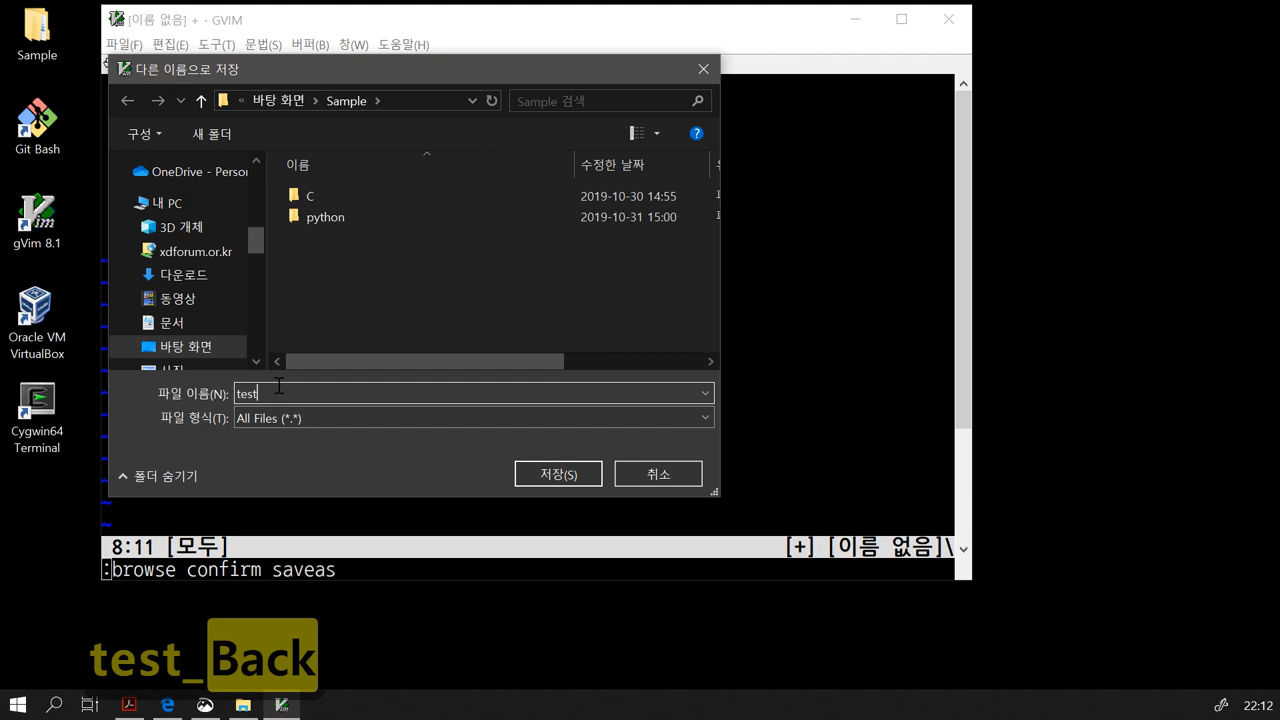 Sample
Git Bash
gVim 8.1
Oracle VM
VirtualBox
Cygwin64
Terminal
[이름 없음] + - GVIM
파일(F) 편집(E) 도구(T) 문법(S) 버퍼(B) 창(W) 도움말(H)
다른 이름으로 저장
« 바탕 화면 > Sample >
Sample 검색
구성 새 폴더
이름 수정한 날짜
OneDrive - Person
내 PC
3D 개체
xdforum.or.kr
다운로드
동영상
문서
바탕 화면
C 2019-10-30 14:55
python 2019-10-31 15:00
파일 이름(N): test
파일 형식(T): All Files (*.*)
폴더 숨기기
저장(S) 취소
~
~
8:11 [모두] [+] [이름 없음]\
:browse confirm saveas
test_Back
22:12